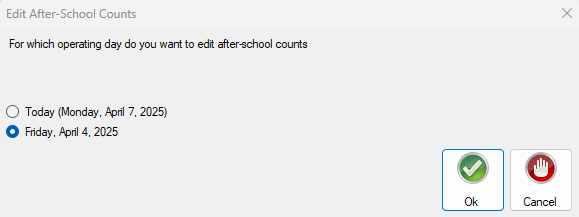 Edit After-School Counts
For which operating day do you want to edit after-school counts
Today (Monday, April 7, 2025)
Friday, April 4, 2025
Ok
Cancel